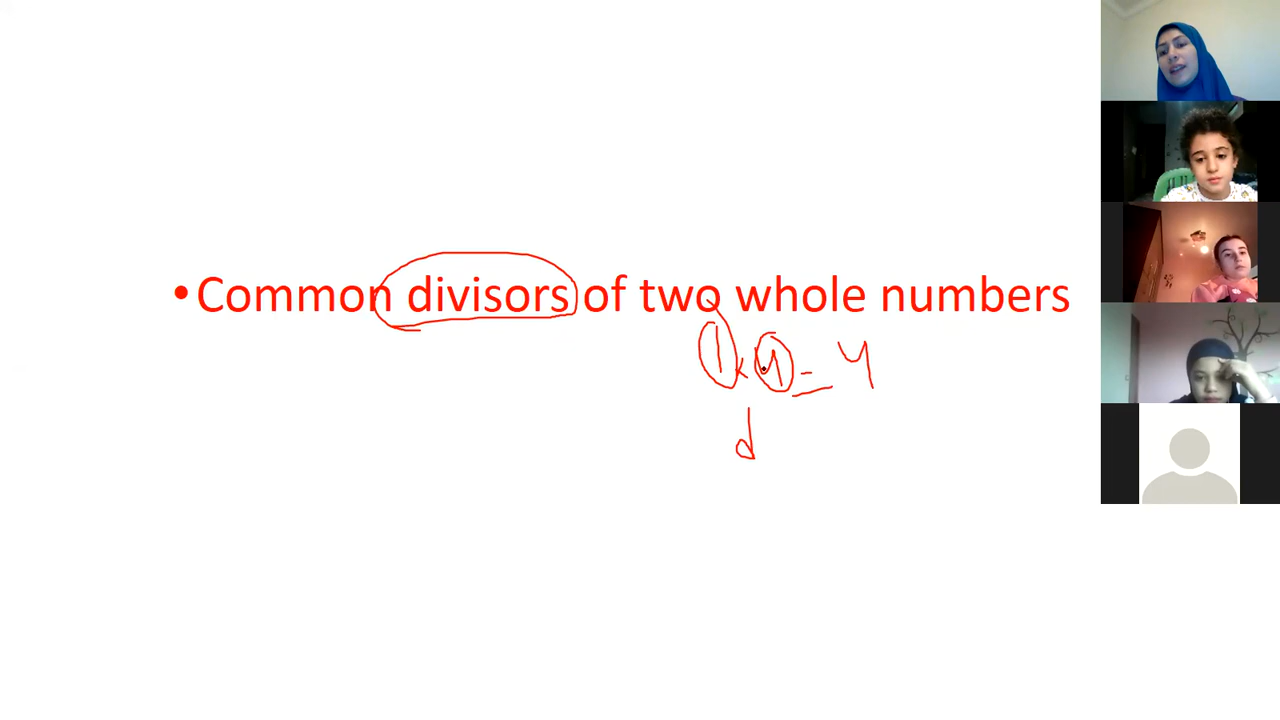 • Common divisors of two whole numbers
1 × 4 = 4
d